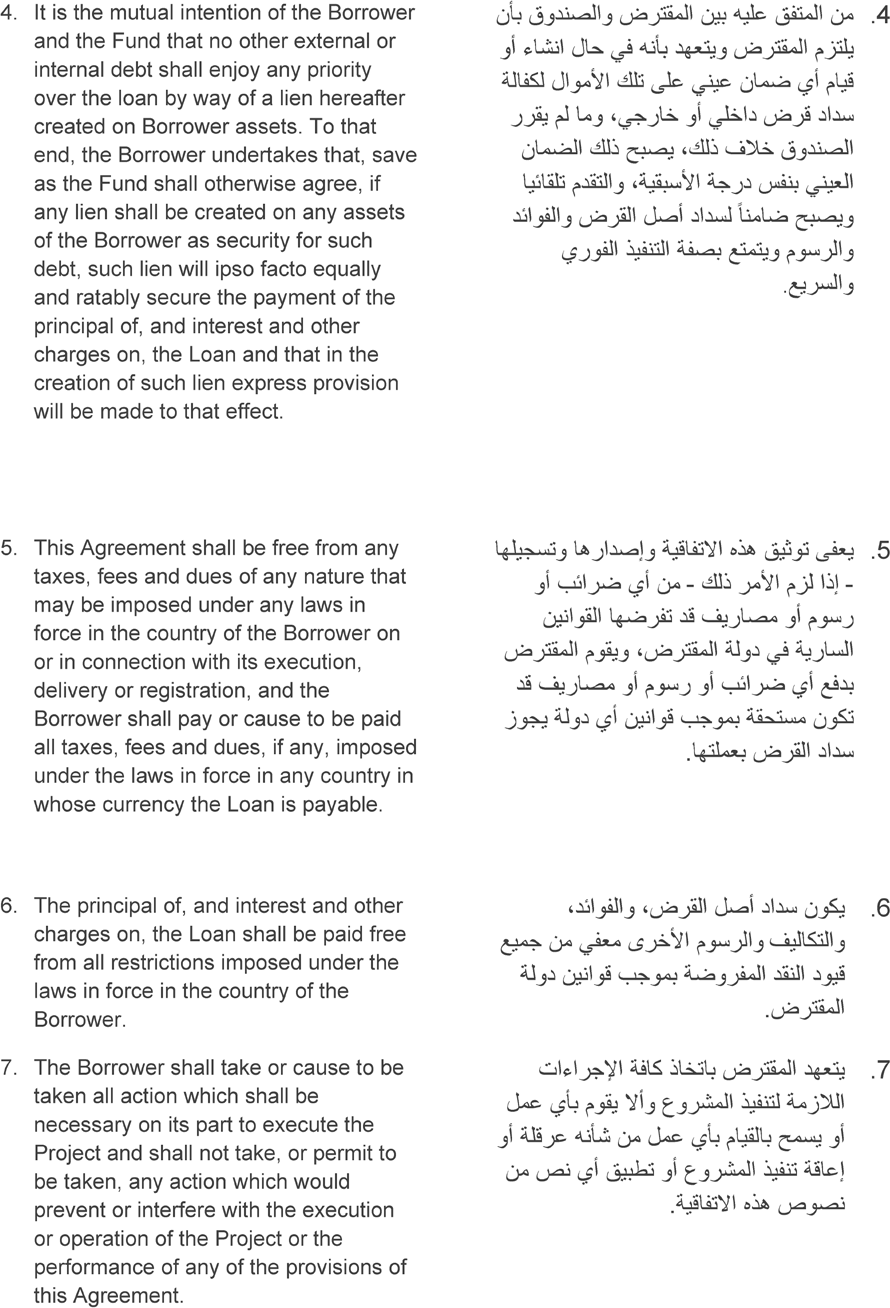 4. It is the mutual intention of the Borrower
and the Fund that no other external or
internal debt shall enjoy any priority
over the loan by way of a lien hereafter
created on Borrower assets. To that
end, the Borrower undertakes that, save
as the Fund shall otherwise agree, if
any lien shall be created on any assets
of the Borrower as security for such
debt, such lien will ipso facto equally
and ratably secure the payment of the
principal of, and interest and other
charges on, the Loan and that in the
creation of such lien express provision
will be made to that effect.
4. من المتفق عليه بين المقترض والصندوق بأن
يلتزم المقترض ويتعهد بأنه في حال انشاء أو
قيام أي ضمان عيني على تلك الأموال لكفالة
سداد قرض داخلي أو خارجي، وما لم يقرر
الصندوق خلاف ذلك، يصبح ذلك الضمان
العيني بنفس درجة الأسبقية، والتقدم تلقائيا
ويصبح ضامناً لسداد أصل القرض والفوائد
والرسوم ويتمتع بصفة التنفيذ الفوري
والسريع.
5. This Agreement shall be free from any
taxes, fees and dues of any nature that
may be imposed under any laws in
force in the country of the Borrower on
or in connection with its execution,
delivery or registration, and the
Borrower shall pay or cause to be paid
all taxes, fees and dues, if any, imposed
under the laws in force in any country in
whose currency the Loan is payable.
5. يعفى توثيق هذه الاتفاقية وإصدارها وتسجيلها
- إذا لزم الأمر ذلك - من أي ضرائب أو
رسوم أو مصاريف قد تفرضها القوانين
السارية في دولة المقترض، ويقوم المقترض
بدفع أي ضرائب أو رسوم أو مصاريف قد
تكون مستحقة بموجب قوانين أي دولة يجوز
سداد القرض بعملتها.
6. The principal of, and interest and other
charges on, the Loan shall be paid free
from all restrictions imposed under the
laws in force in the country of the
Borrower.
6. يكون سداد أصل القرض، والفوائد،
والتكاليف والرسوم الأخرى معفي من جميع
قيود النقد المفروضة بموجب قوانين دولة
المقترض.
7. The Borrower shall take or cause to be
taken all action which shall be
necessary on its part to execute the
Project and shall not take, or permit to
be taken, any action which would
prevent or interfere with the execution
or operation of the Project or the
performance of any of the provisions of
this Agreement.
7. يتعهد المقترض باتخاذ كافة الإجراءات
اللازمة لتنفيذ المشروع وألا يقوم بأي عمل
أو يسمح بالقيام بأي عمل من شأنه عرقلة أو
إعاقة تنفيذ المشروع أو تطبيق أي نص من
نصوص هذه الاتفاقية.